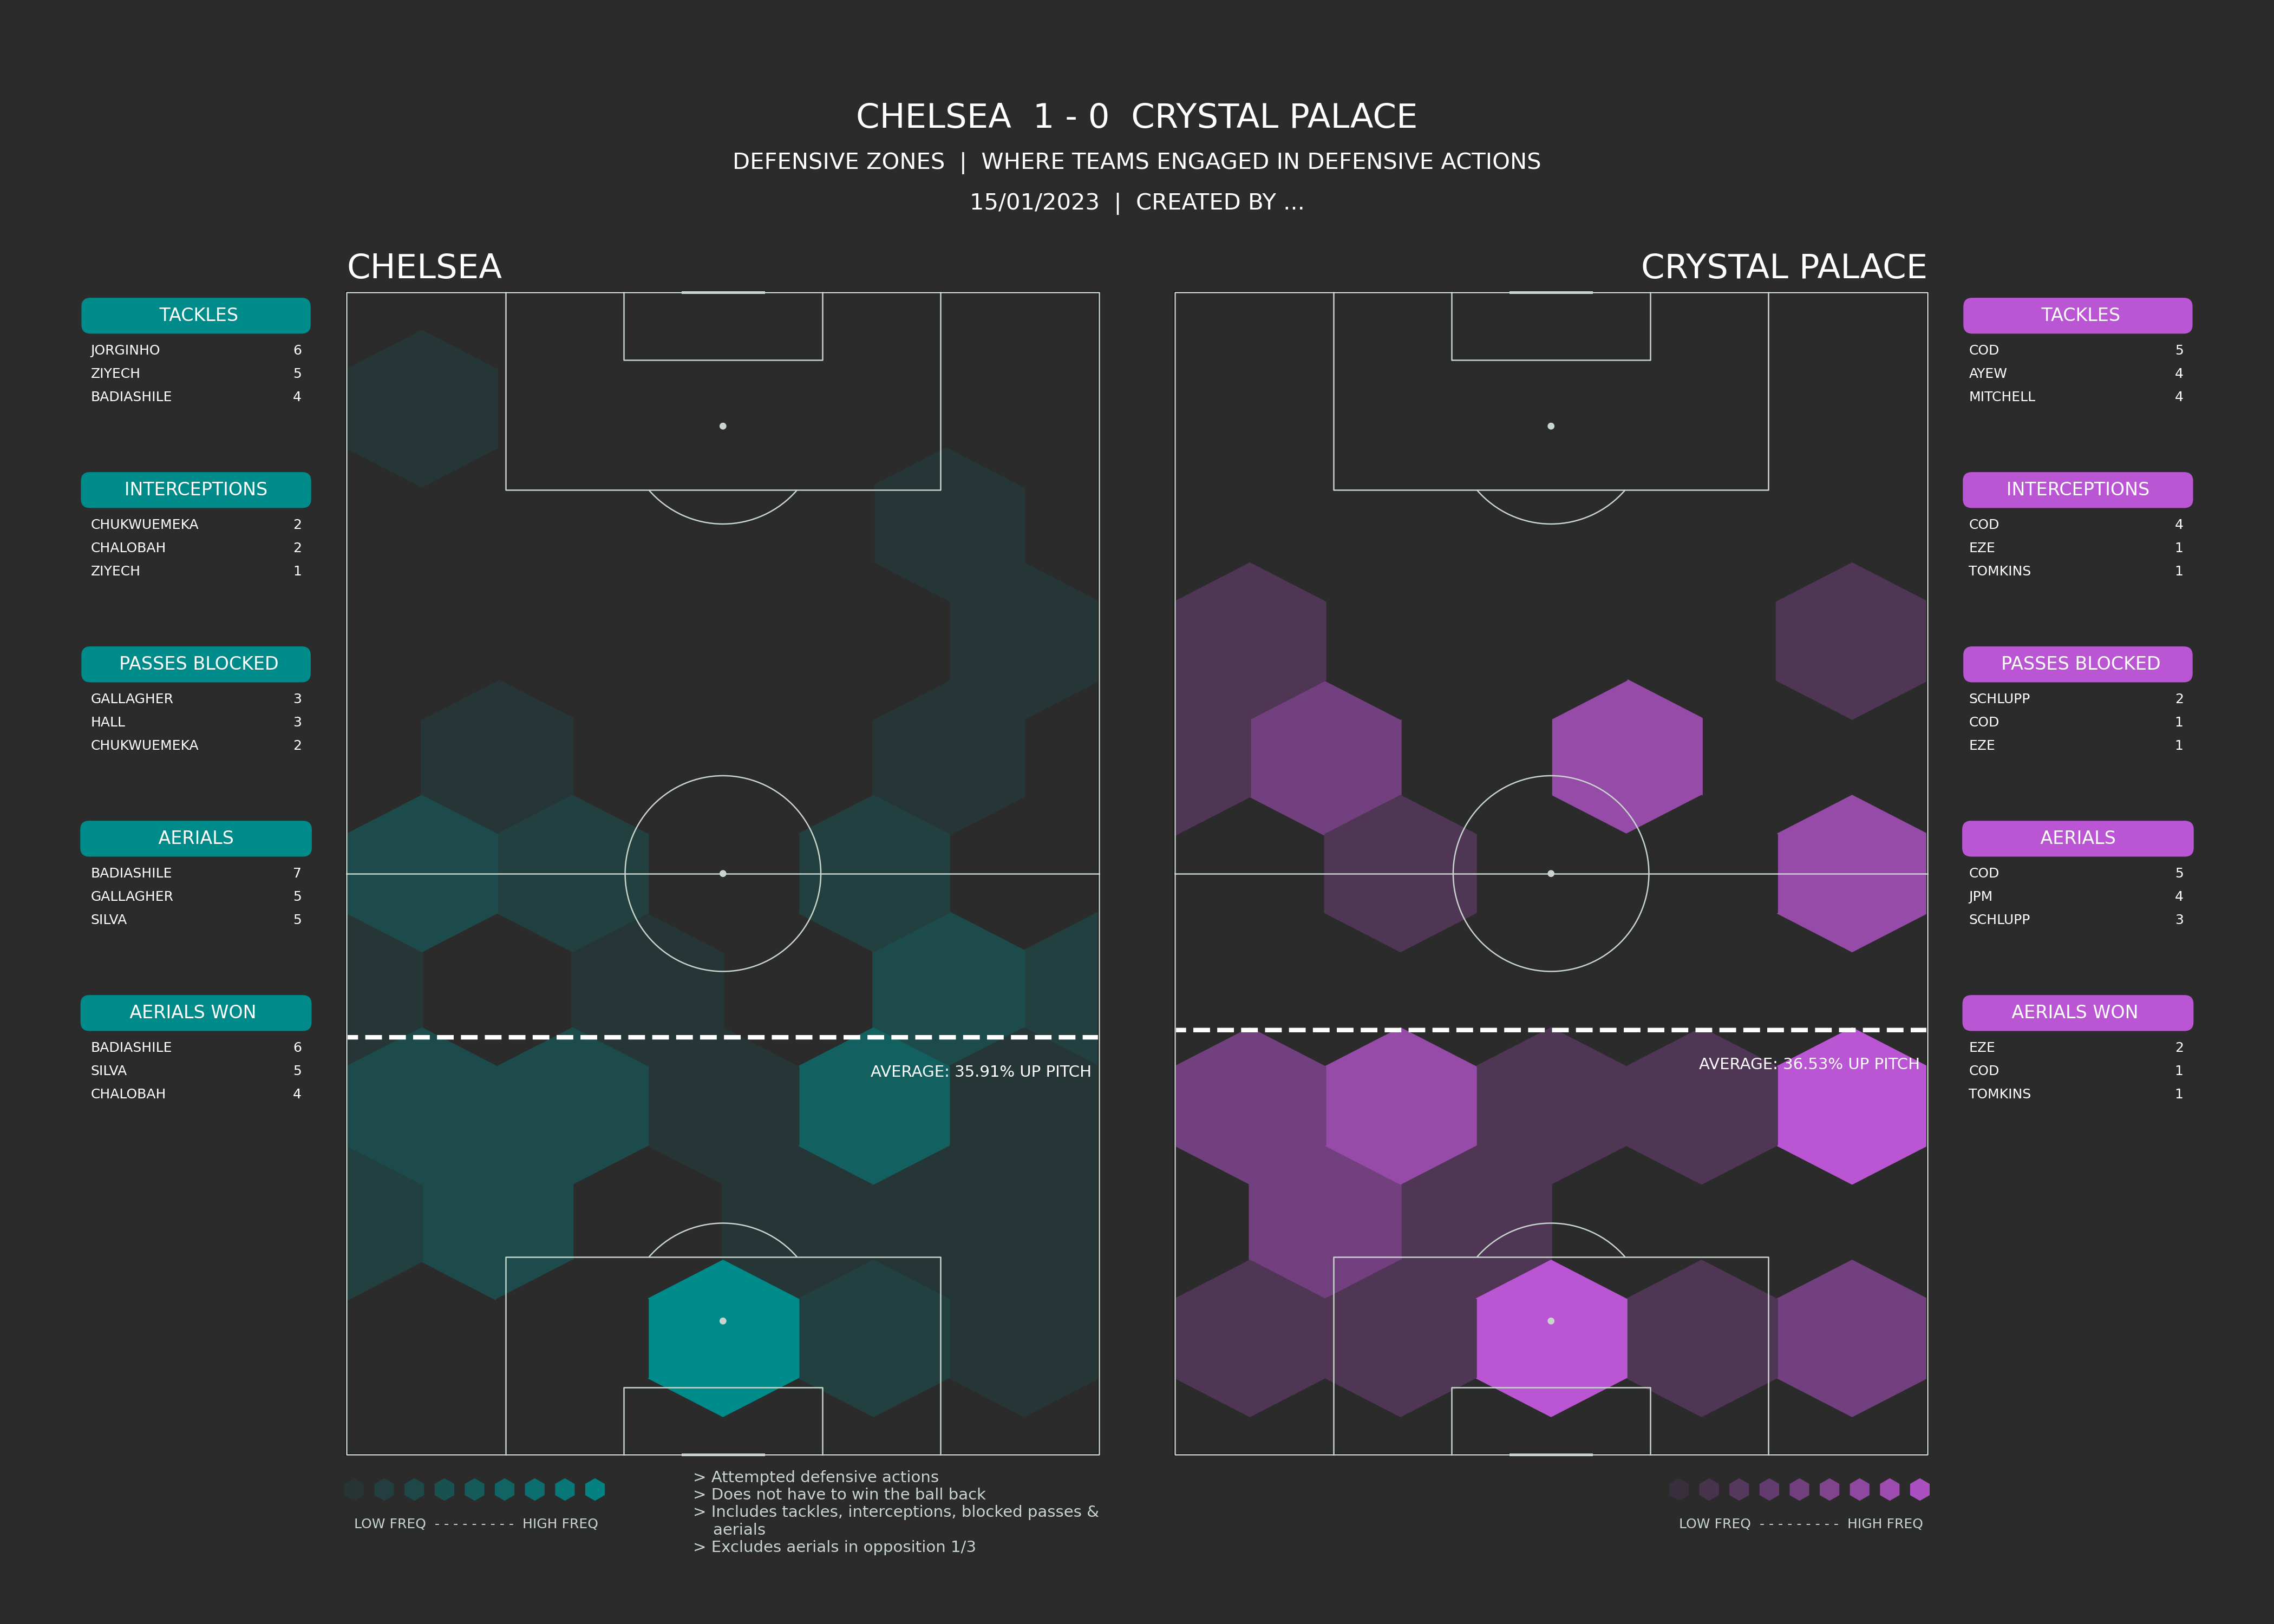 CHELSEA 1 - 0 CRYSTAL PALACE
DEFENSIVE ZONES | WHERE TEAMS ENGAGED IN DEFENSIVE ACTIONS
15/01/2023 | CREATED BY ...
CHELSEA
TACKLES
JORGINHO 6
ZIYECH 5
BADIASHILE 4
INTERCEPTIONS
CHUKWUEMEKA 2
CHALOBAH 2
ZIYECH 1
PASSES BLOCKED
GALLAGHER 3
HALL 3
CHUKWUEMEKA 2
AERIALS
BADIASHILE 7
GALLAGHER 5
SILVA 5
AERIALS WON
BADIASHILE 6
SILVA 5
CHALOBAH 4
AVERAGE: 35.91% UP PITCH
LOW FREQ - - - - - - - - - HIGH FREQ
> Attempted defensive actions
> Does not have to win the ball back
> Includes tackles, interceptions, blocked passes &
aerials
> Excludes aerials in opposition 1/3
CRYSTAL PALACE
AVERAGE: 36.53% UP PITCH
TACKLES
COD 5
AYEW 4
MITCHELL 4
INTERCEPTIONS
COD 4
EZE 1
TOMKINS 1
PASSES BLOCKED
SCHLUPP 2
COD 1
EZE 1
AERIALS
COD 5
JPM 4
SCHLUPP 3
AERIALS WON
EZE 2
COD 1
TOMKINS 1
LOW FREQ - - - - - - - - - HIGH FREQ